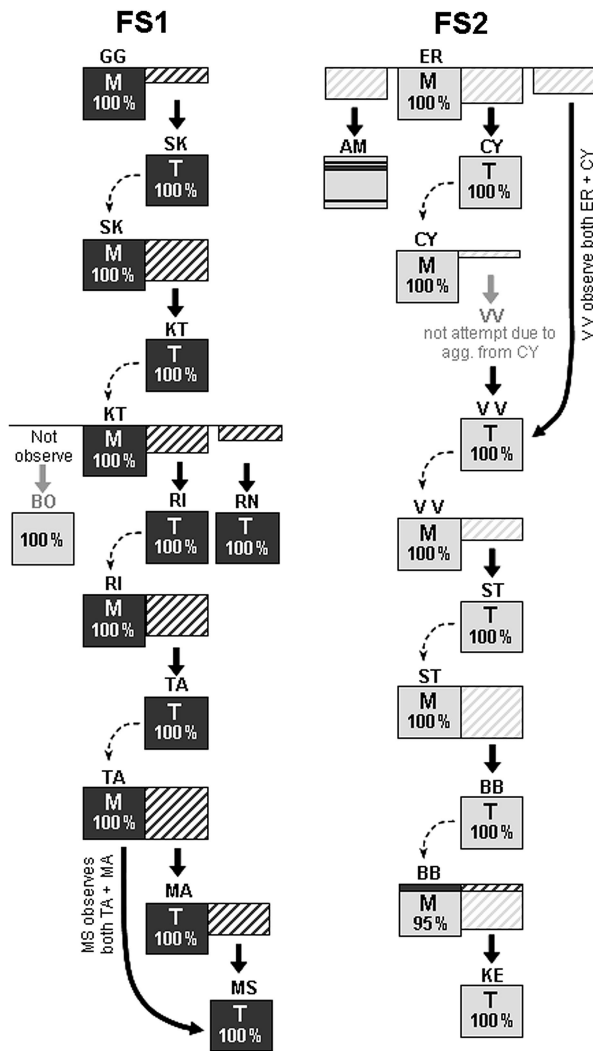 FS1
GG
M
100 %
SK
T
100 %
SK
M
100 %
KT
T
100 %
KT
Not
observe
M
100 %
BO
100 %
RI
T
100 %
RN
T
100 %
RI
M
100 %
TA
T
100 %
TA
M
100 %
MS observes
both TA + MA
MA
T
100 %
MS
T
100 %
FS2
ER
M
100 %
AM
CY
T
100 %
CY
M
100 %
VV
not attempt due to
agg. from CY
VV observe both ER + CY
V V
T
100 %
V V
M
100 %
ST
T
100 %
ST
M
100 %
BB
T
100 %
BB
M
95 %
KE
T
100 %